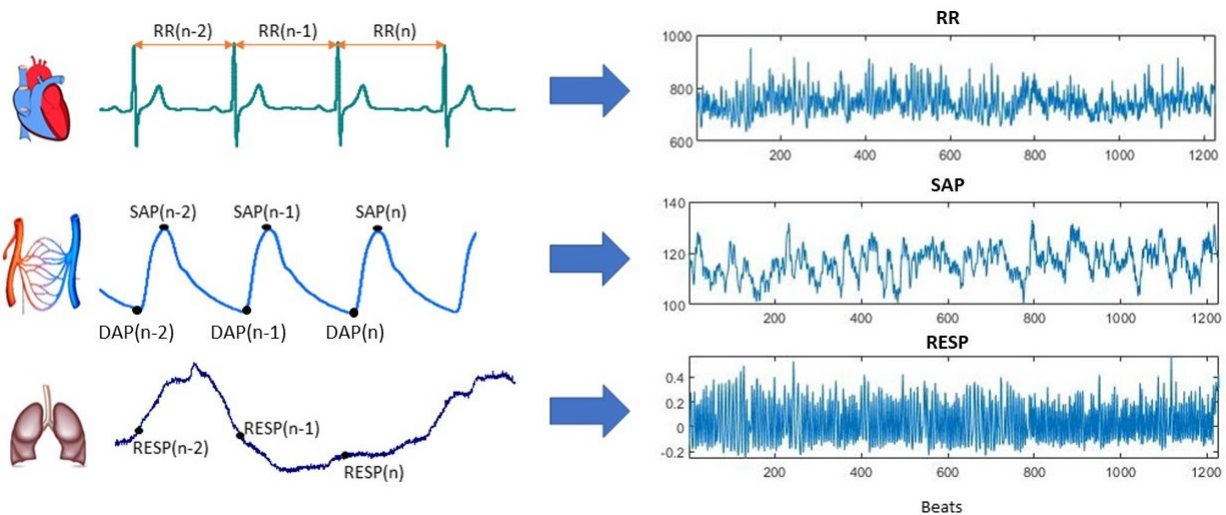 RR(n-2) RR(n-1) RR(n)
RR
1000
800
600
200 400 600 800 1000 1200
SAP(n-2) SAP(n-1) SAP(n)
DAP(n-2) DAP(n-1) DAP(n)
SAP
140
120
100
200 400 600 800 1000 1200
RESP(n-2)
RESP(n-1)
RESP(n)
RESP
0.4
0.2
0
-0.2
200 400 600 800 1000 1200
Beats